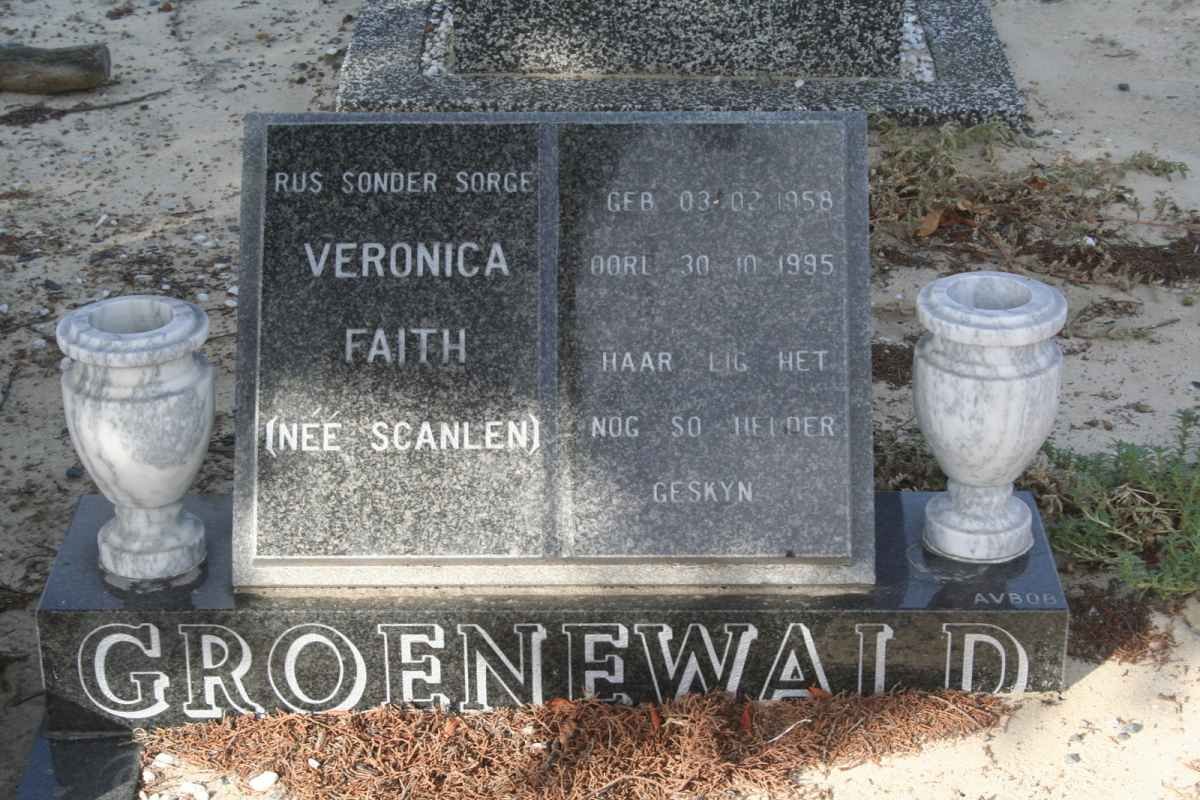 RUS SONDER SORGE
VERONICA
FAITH
(NÉÉ SCANLEN)
GEB 03-02-1958
OORL 30-10-1995
HAAR LIG HET
NOG SO HELDER
GESKYN
AVBOB
GROENEWALD